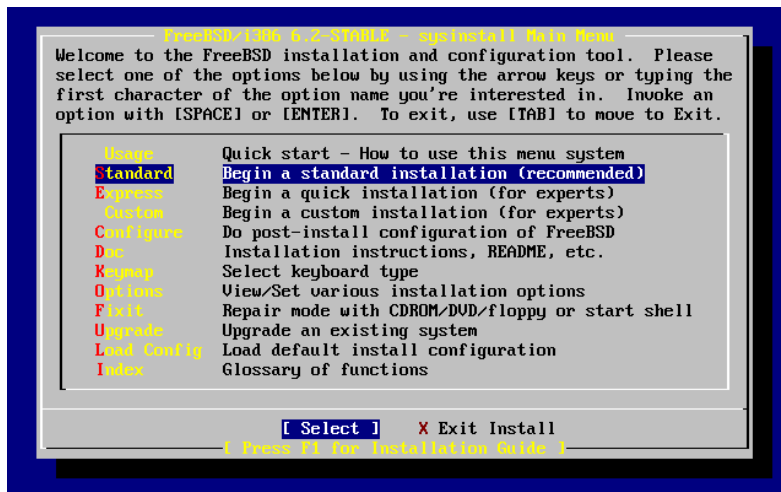 FreeBSD/i386 6.2-STABLE - sysinstall Main Menu
Welcome to the FreeBSD installation and configuration tool.  Please
select one of the options below by using the arrow keys or typing the
first character of the option name you're interested in.  Invoke an
option with [SPACE] or [ENTER].  To exit, use [TAB] to move to Exit.
Usage Quick start - How to use this menu system
Standard Begin a standard installation (recommended)
Express Begin a quick installation (for experts)
Custom Begin a custom installation (for experts)
Configure Do post-install configuration of FreeBSD
Doc Installation instructions, README, etc.
Keymap Select keyboard type
Options View/Set various installation options
Fixit Repair mode with CDROM/DVD/floppy or start shell
Upgrade Upgrade an existing system
Load Config Load default install configuration
Index Glossary of functions
[ Select ] X Exit Install
[ Press F1 for Installation Guide ]